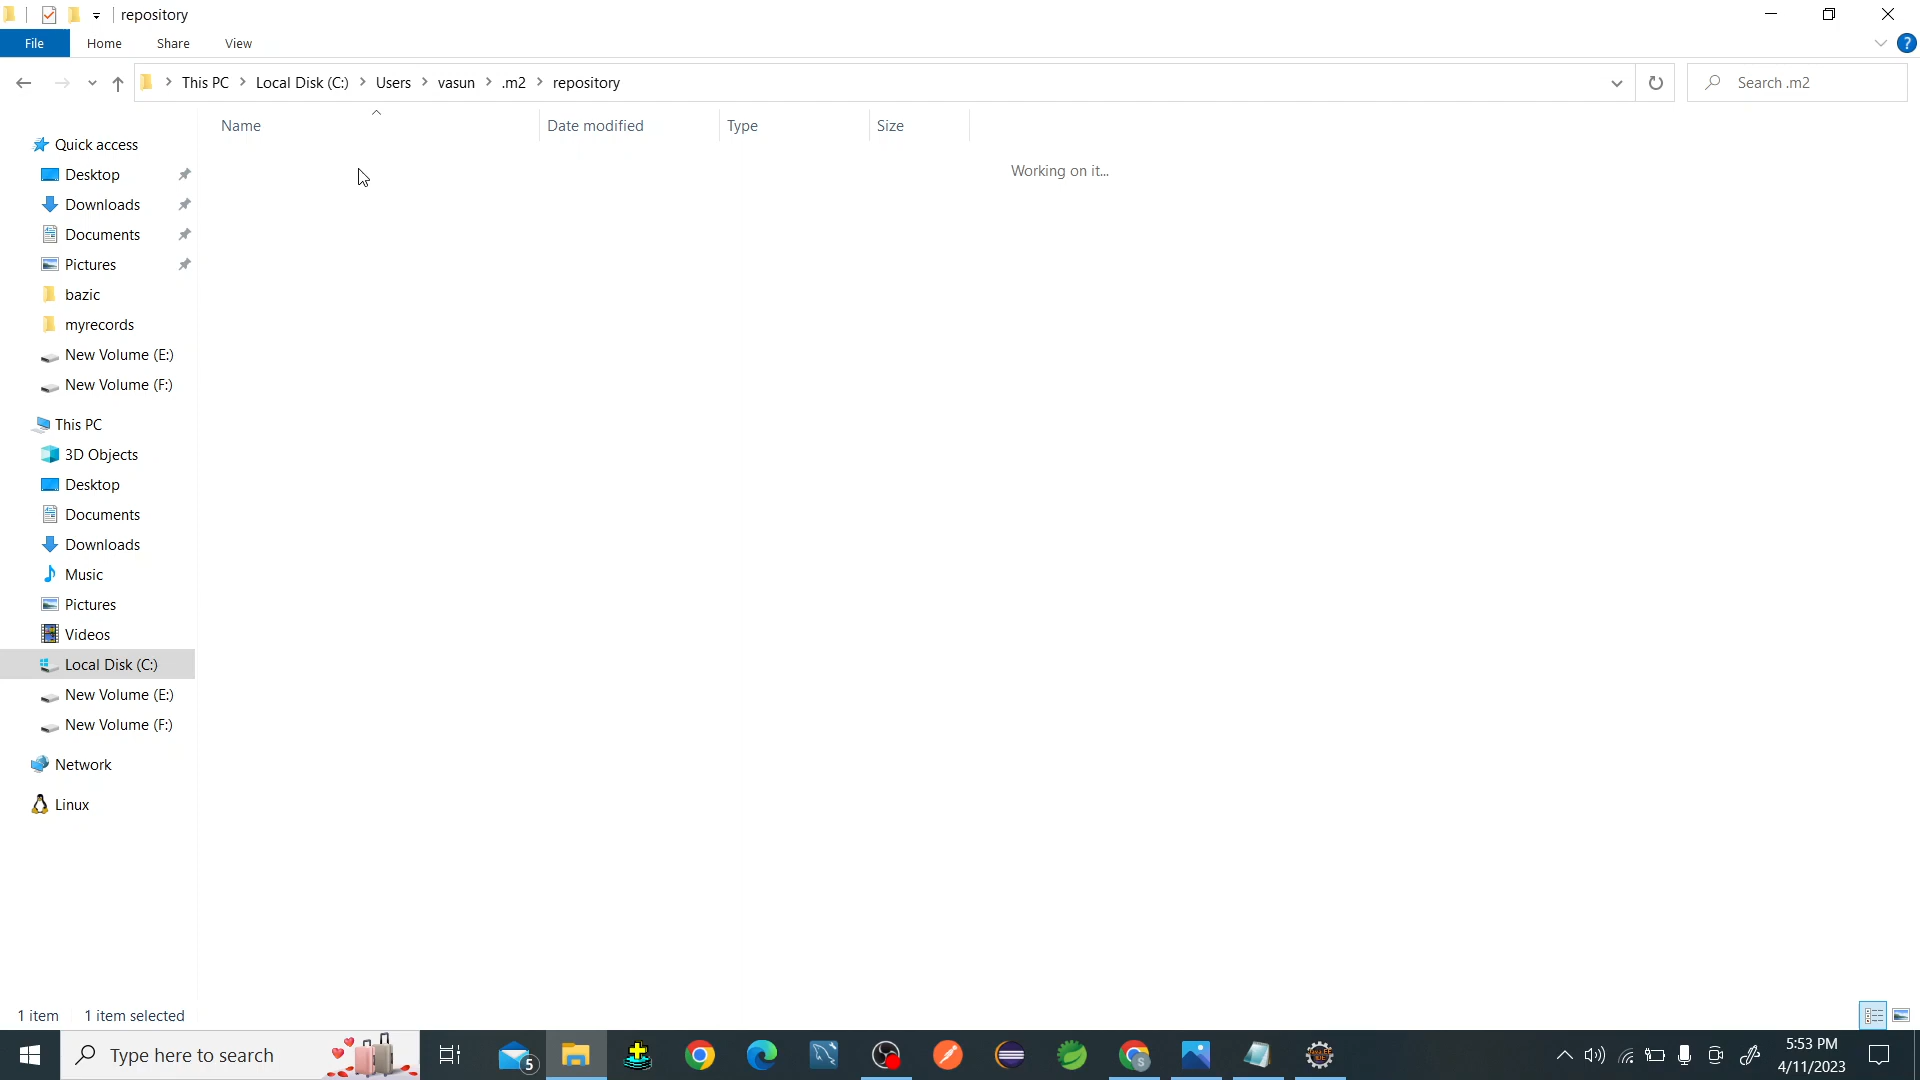 repository
File Home Share View
This PC Local Disk (C:) Users vasun .m2 repository
Search .m2
Name Date modified Type Size
Working on it...
Quick access
Desktop
Downloads
Documents
Pictures
bazic
myrecords
New Volume (E:)
New Volume (F:)
This PC
3D Objects
Desktop
Documents
Downloads
Music
Pictures
Videos
Local Disk (C:)
New Volume (E:)
New Volume (F:)
Network
Linux
1 item 1 item selected
Type here to search
5
S
5:53 PM
4/11/2023